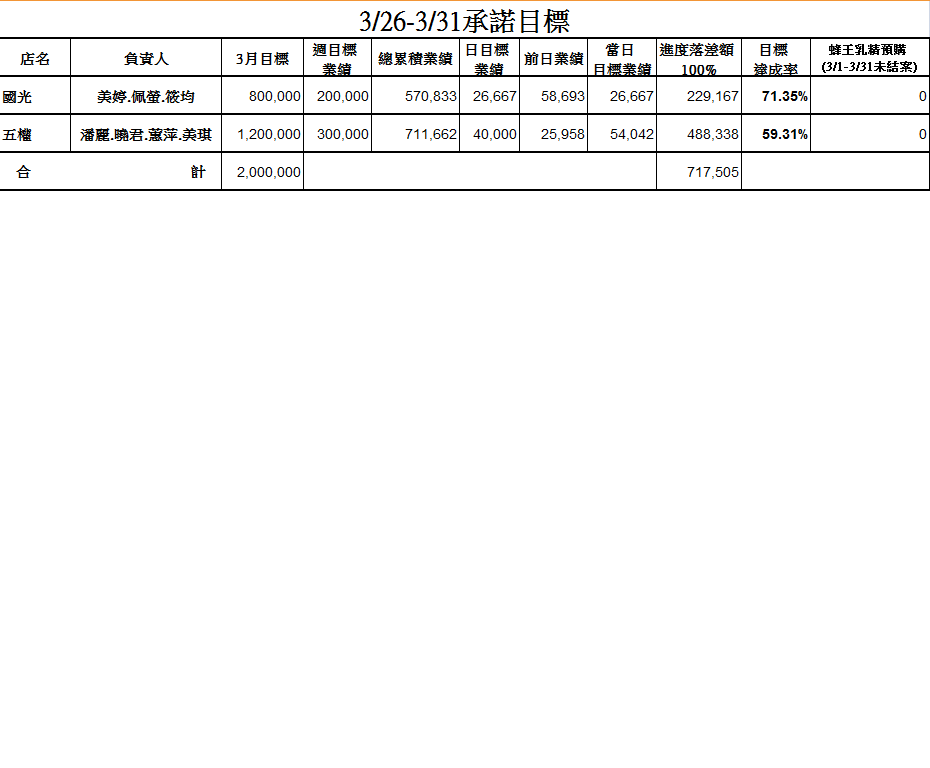 3/26-3/31承諾目標
店名 負責人 3月目標 週目標業績 總累積業績 日目標業績 前日業績 當日目標業績 進度落差額100% 目標達成率 蜂王乳精預購(3/1-3/31未結案)
國光 美婷.佩螢.筱均 800,000 200,000 570,833 26,667 58,693 26,667 229,167 71.35% 0
五權 潘麗.曉君.蕙萍.美琪 1,200,000 300,000 711,662 40,000 25,958 54,042 488,338 59.31% 0
合 計 2,000,000 717,505